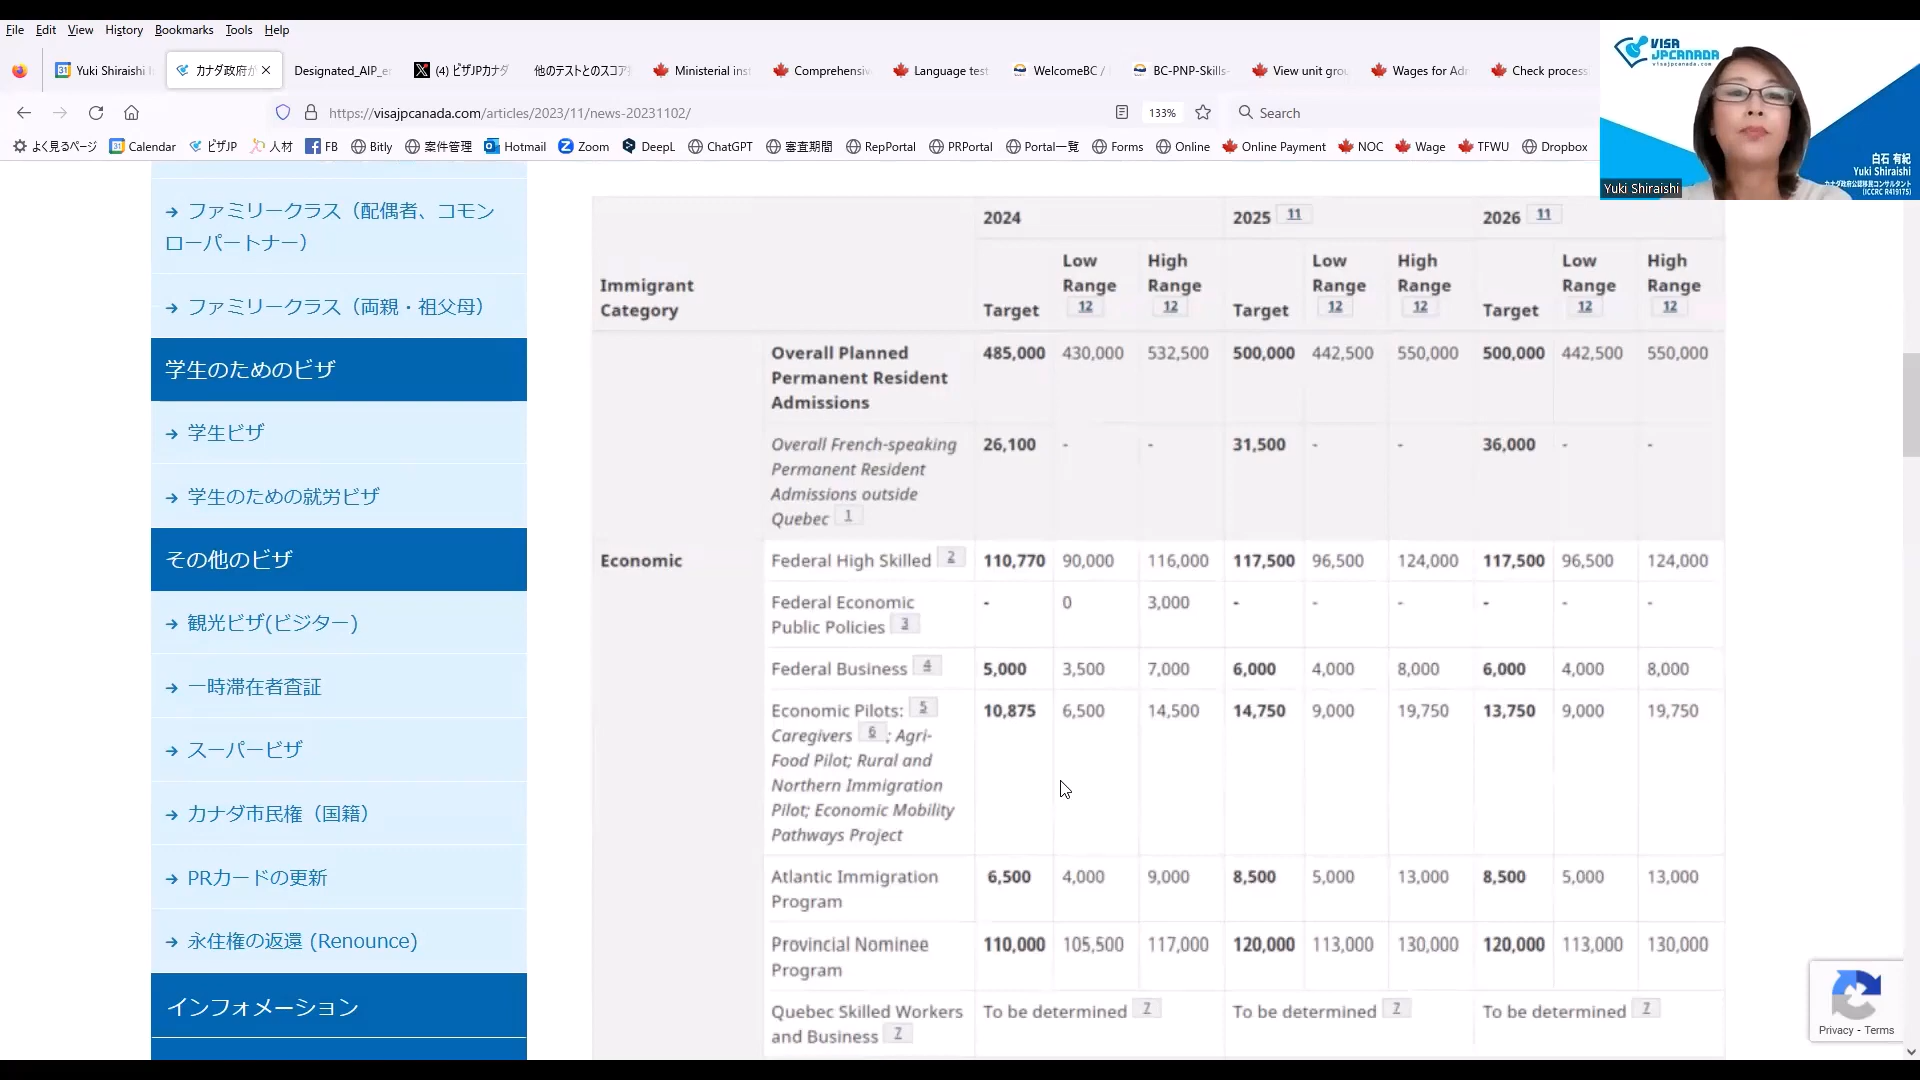 File Edit View History Bookmarks Tools Help
Yuki Shiraishi
カナダ政府が
Designated_AIP_e
(4) ビザJPカナダ
他のテストとのスコア
Ministerial ins
Comprehensiv
Language test
WelcomeBC /
BC-PNP-Skills-
View unit grou
Wages for Adr
Check process
https://visajpcanada.com/articles/2023/11/news-20231102/
133%
Search
よく見るページ Calendar ビザJP 人材 FB Bitly 案件管理 Hotmail Zoom DeepL ChatGPT 審査期間 RepPortal PRPortal Portal一覧 Forms Online Online Payment NOC Wage TFWU Dropbox
VISA
JPCANADA
visajpcanada.com
白石 有紀
Yuki Shiraishi
カナダ政府公認移民コンサルタント
(ICCRC R419175)
Yuki Shiraishi
→ ファミリークラス（配偶者、コモン
ローパートナー）
→ ファミリークラス（両親・祖父母）
学生のためのビザ
→ 学生ビザ
→ 学生のための就労ビザ
その他のビザ
→ 観光ビザ(ビジター)
→ 一時滞在者査証
→ スーパービザ
→ カナダ市民権（国籍）
→ PRカードの更新
→ 永住権の返還 (Renounce)
インフォメーション
2024 2025 11 2026 11
Immigrant
Category
Target Low Range 12 High Range 12 Target Low Range 12 High Range 12 Target Low Range 12 High Range 12
Overall Planned
Permanent Resident
Admissions
485,000 430,000 532,500 500,000 442,500 550,000 500,000 442,500 550,000
Overall French-speaking
Permanent Resident
Admissions outside
Quebec 1
26,100 - - 31,500 - - 36,000 - -
Economic
Federal High Skilled 2 110,770 90,000 116,000 117,500 96,500 124,000 117,500 96,500 124,000
Federal Economic
Public Policies 3
- 0 3,000 - - - - - -
Federal Business 4 5,000 3,500 7,000 6,000 4,000 8,000 6,000 4,000 8,000
Economic Pilots: 5
Caregivers 6 ; Agri-
Food Pilot; Rural and
Northern Immigration
Pilot; Economic Mobility
Pathways Project
10,875 6,500 14,500 14,750 9,000 19,750 13,750 9,000 19,750
Atlantic Immigration
Program
6,500 4,000 9,000 8,500 5,000 13,000 8,500 5,000 13,000
Provincial Nominee
Program
110,000 105,500 117,000 120,000 113,000 130,000 120,000 113,000 130,000
Quebec Skilled Workers
and Business 7
To be determined 7 To be determined 7 To be determined 7
Privacy - Terms